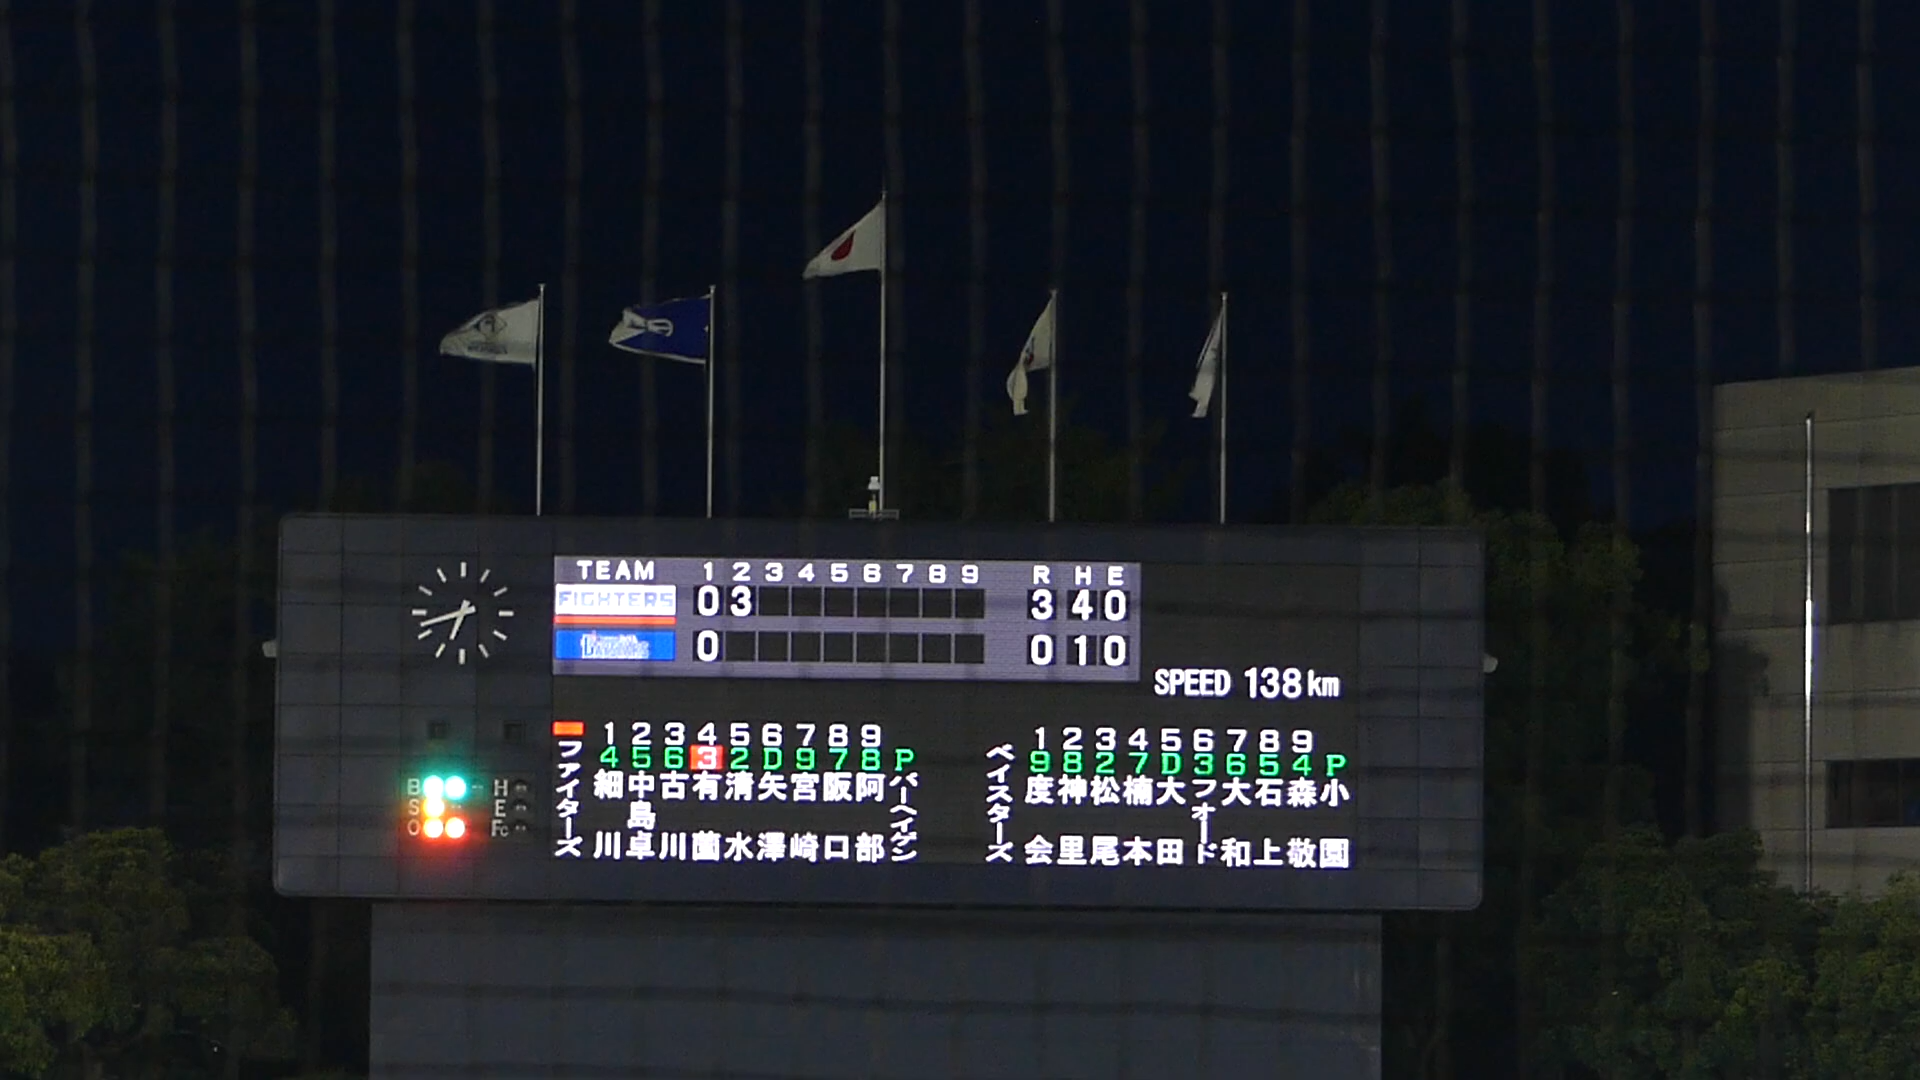 TEAM 1 2 3 4 5 6 7 8 9 R H E
FIGHTERS 0 3 3 4 0
0 0 1 0
SPEED 138km
1 2 3 4 5 6 7 8 9
4 5 6 3 2 D 9 7 8 P
ファイターズ
細川
中島卓
古川
有薗
清水
矢澤
宮崎
阪口
阿部
バーヘイゲン
1 2 3 4 5 6 7 8 9
9 8 2 7 D 3 6 5 4 P
ベイスターズ
度会
神里
松尾
楠本
大田
フォード
大和
石上
森敬
小園
B H
S E
O Fc